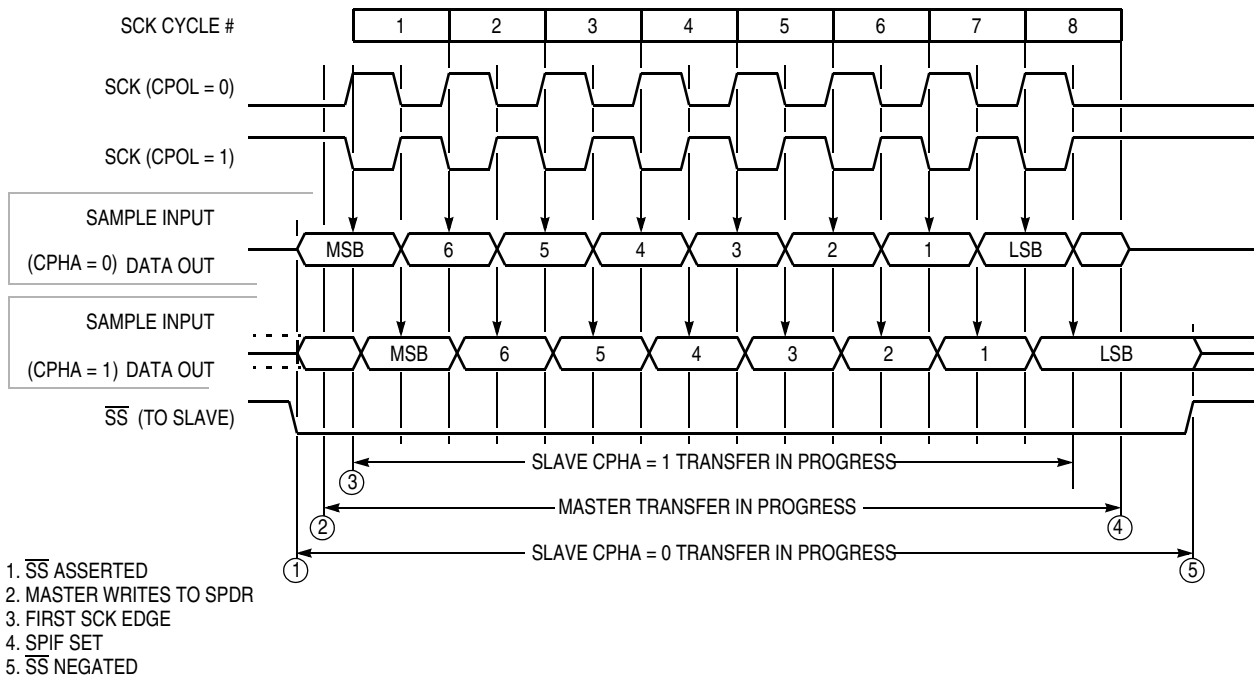 SCK CYCLE # 1 2 3 4 5 6 7 8
SCK (CPOL = 0)
SCK (CPOL = 1)
SAMPLE INPUT
(CPHA = 0) DATA OUT MSB 6 5 4 3 2 1 LSB
SAMPLE INPUT
(CPHA = 1) DATA OUT MSB 6 5 4 3 2 1 LSB
SS (TO SLAVE)
SLAVE CPHA = 1 TRANSFER IN PROGRESS
3
MASTER TRANSFER IN PROGRESS
2 4
SLAVE CPHA = 0 TRANSFER IN PROGRESS
1 5
1. SS ASSERTED
2. MASTER WRITES TO SPDR
3. FIRST SCK EDGE
4. SPIF SET
5. SS NEGATED